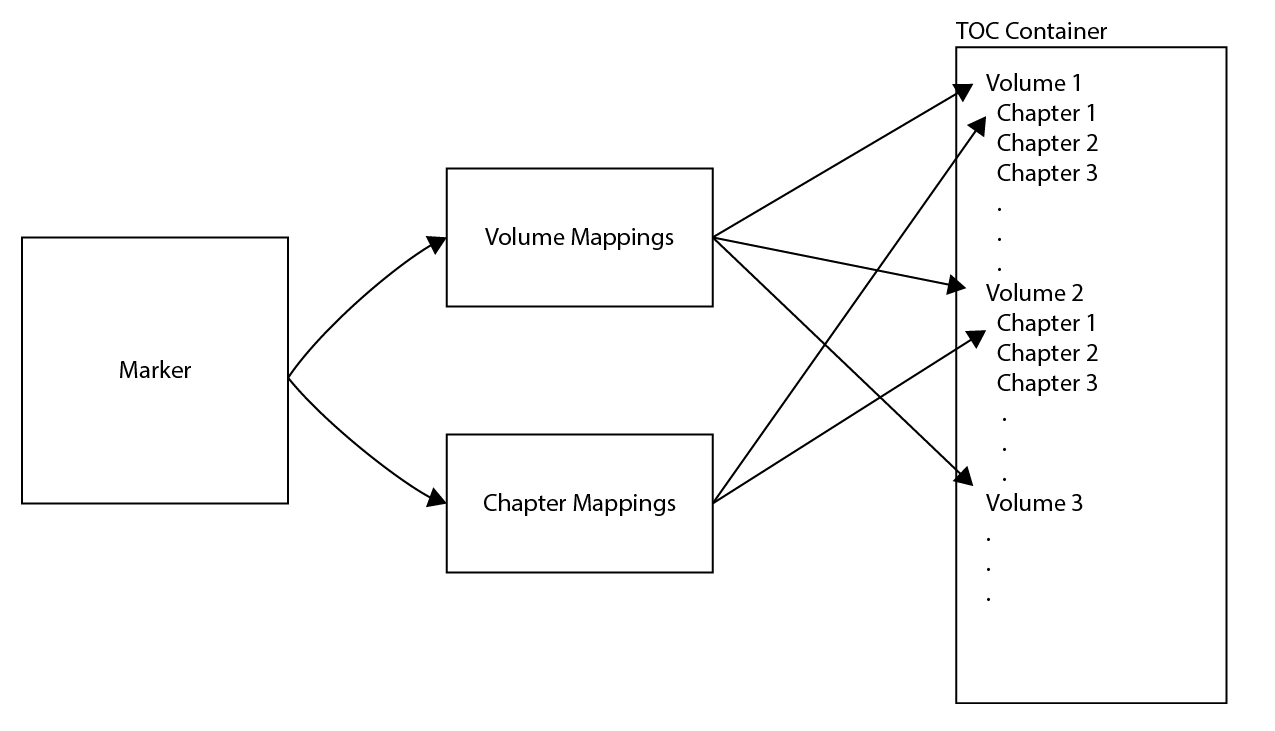 TOC Container
Volume 1
Chapter 1
Chapter 2
Chapter 3
.
.
.
Volume 2
Chapter 1
Chapter 2
Chapter 3
.
.
.
Volume 3
.
.
.
Volume Mappings
Marker
Chapter Mappings